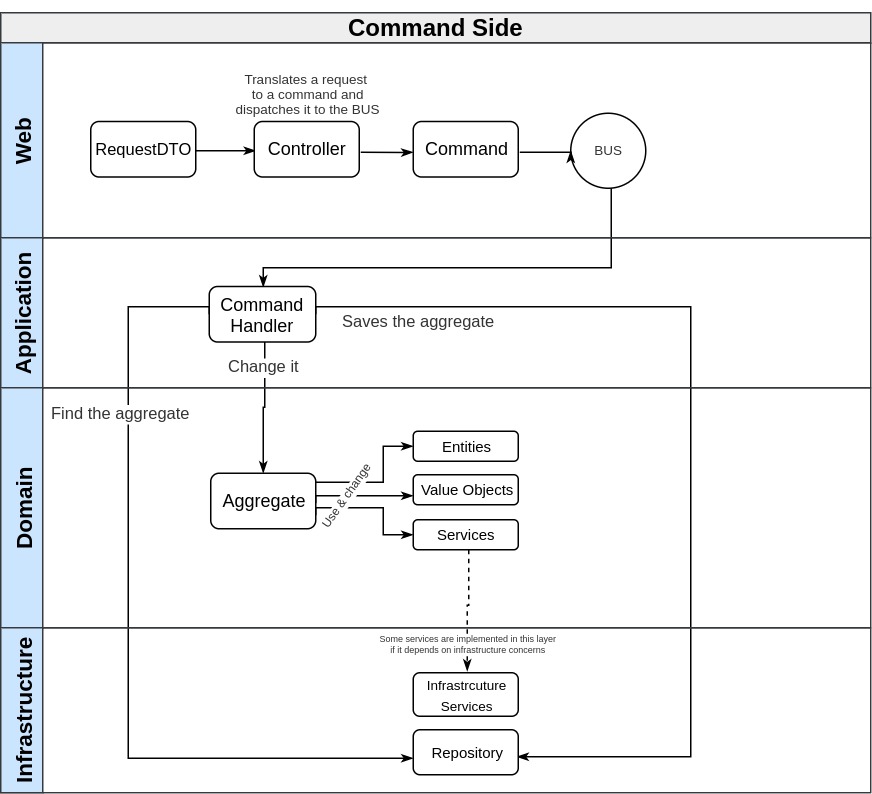 Command Side
Web
Translates a request
to a command and
dispatches it to the BUS
RequestDTO
Controller
Command
BUS
Application
Command
Handler
Saves the aggregate
Change it
Domain
Find the aggregate
Aggregate
Use & change
Entities
Value Objects
Services
Infrastructure
Some services are implemented in this layer
if it depends on infrastructure concerns
Infrastrcuture
Services
Repository